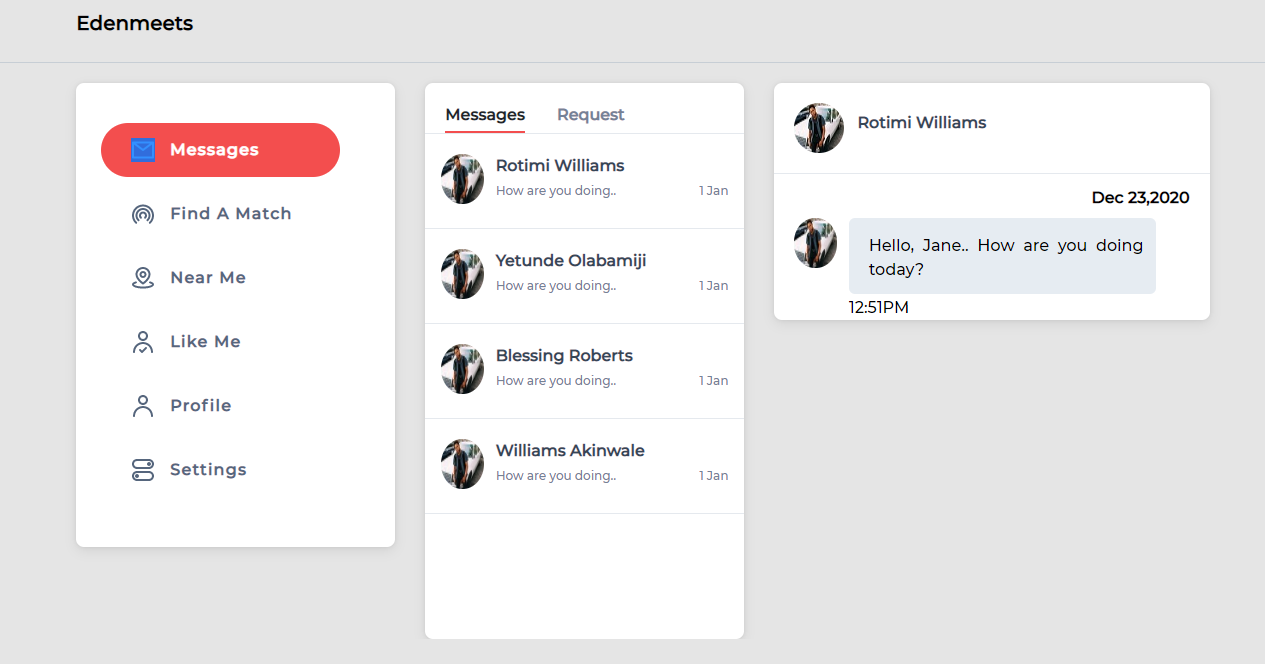 Edenmeets
Messages
Find A Match
Near Me
Like Me
Profile
Settings
Messages
Request
Rotimi Williams
How are you doing..
1 Jan
Yetunde Olabamiji
How are you doing..
1 Jan
Blessing Roberts
How are you doing..
1 Jan
Williams Akinwale
How are you doing..
1 Jan
Rotimi Williams
Dec 23,2020
Hello, Jane.. How are you doing
today?
12:51PM